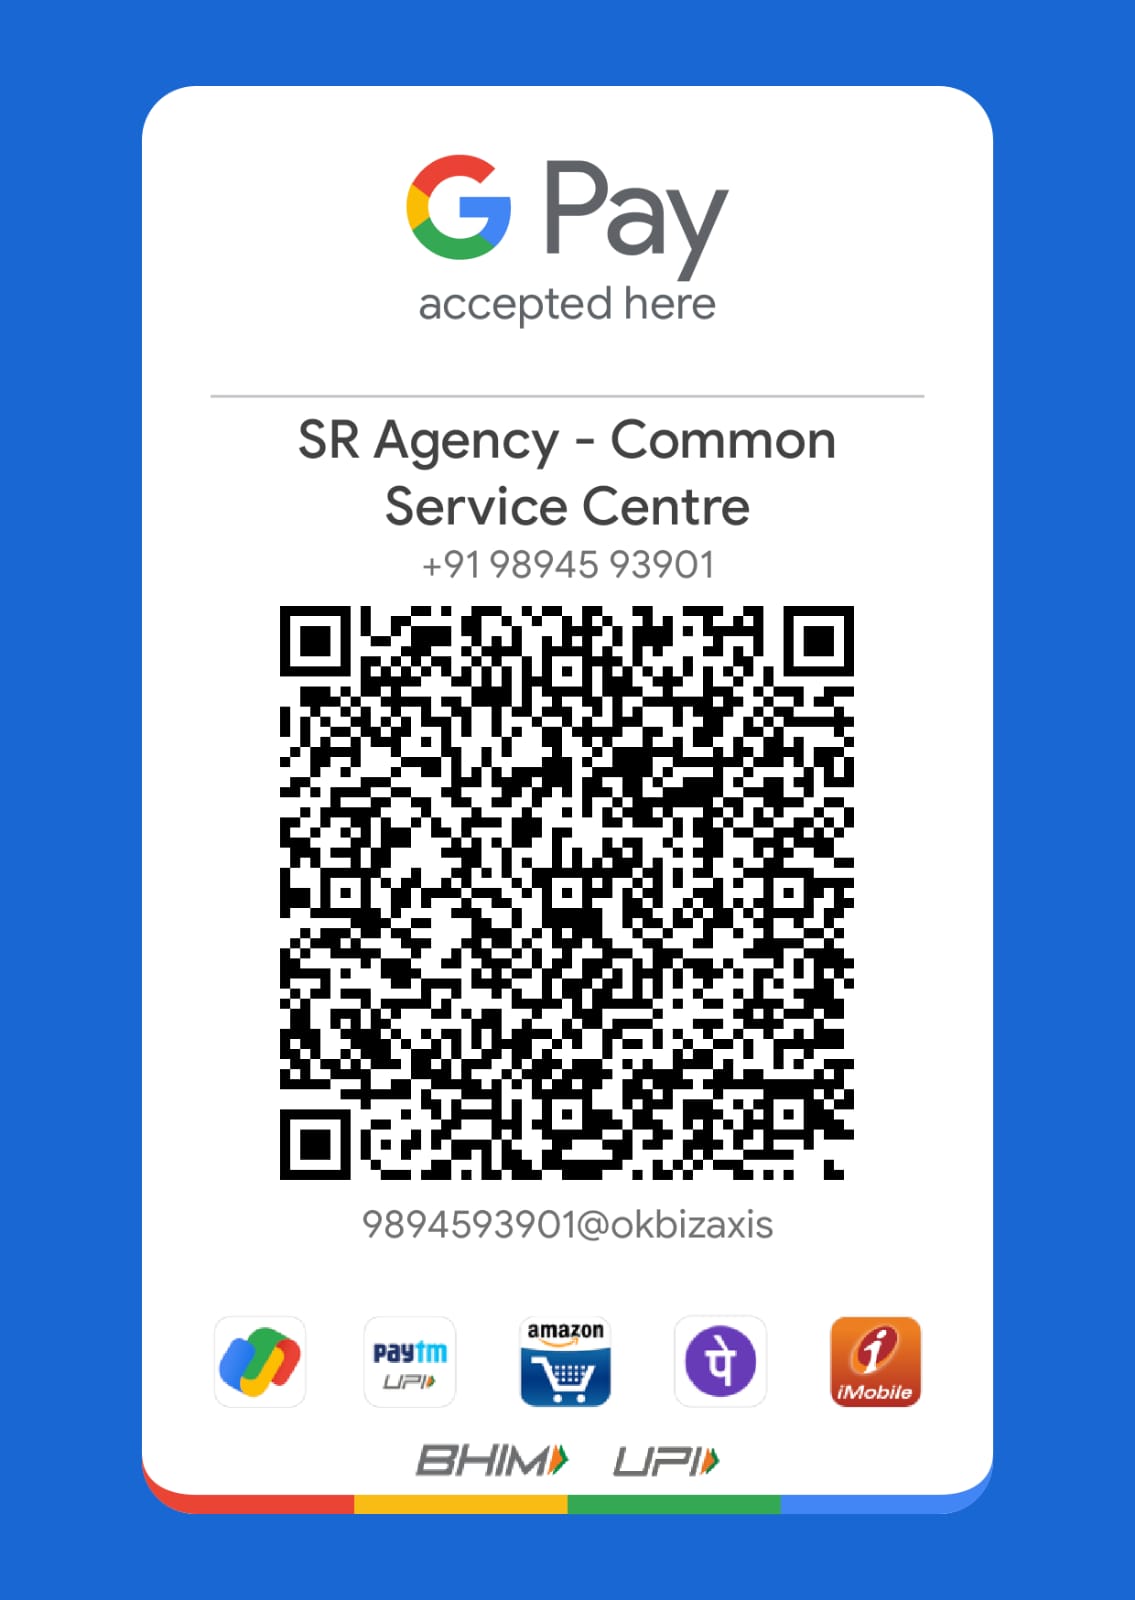 G Pay
accepted here
SR Agency - Common
Service Centre
+91 98945 93901
9894593901@okbizaxis
paytm
UPI
amazon
पे
i
iMobile
BHIM UPI